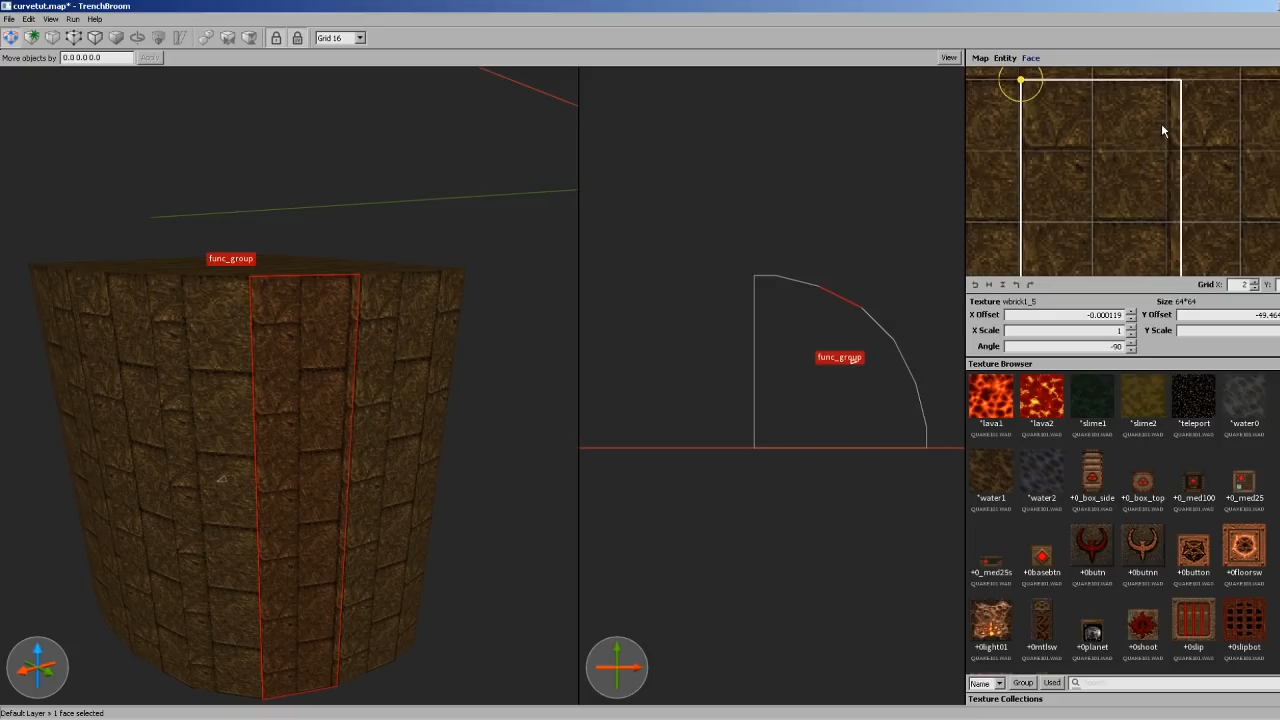 curvetut.map* - TrenchBroom
File Edit View Run Help
Grid 16
Move objects by 0.0 0.0 0.0 Apply View
Map Entity Face
func_group
func_group
Grid X: 2 Y:
Texture wbrick1_5 Size 64*64
X Offset -0.000119 Y Offset -49.464
X Scale 1 Y Scale
Angle -90
Texture Browser
*lava1 *lava2 *slime1 *slime2 *teleport *water0
QUAKE101.WAD QUAKE101.WAD QUAKE101.WAD QUAKE101.WAD QUAKE101.WAD QUAKE101.WAD
*water1 *water2 +0_box_side +0_box_top +0_med100 +0_med25
QUAKE101.WAD QUAKE101.WAD QUAKE101.WAD QUAKE101.WAD QUAKE101.WAD QUAKE101.WAD
+0_med25s +0basebtn +0butn +0butnn +0button +0floorsw
QUAKE101.WAD QUAKE101.WAD QUAKE101.WAD QUAKE101.WAD QUAKE101.WAD QUAKE101.WAD
+0light01 +0mtlsw +0planet +0shoot +0slip +0slipbot
QUAKE101.WAD QUAKE101.WAD QUAKE101.WAD QUAKE101.WAD QUAKE101.WAD QUAKE101.WAD
Name Group Used Search
Texture Collections
Default Layer » 1 face selected